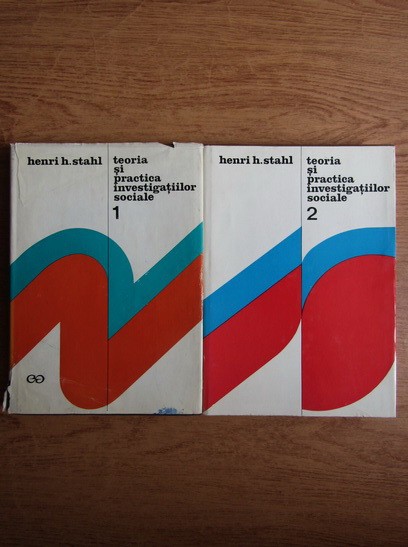 henri h.stahl
teoria
și
practica
investigațiilor
sociale
1
henri h.stahl
teoria
și
practica
investigațiilor
sociale
2